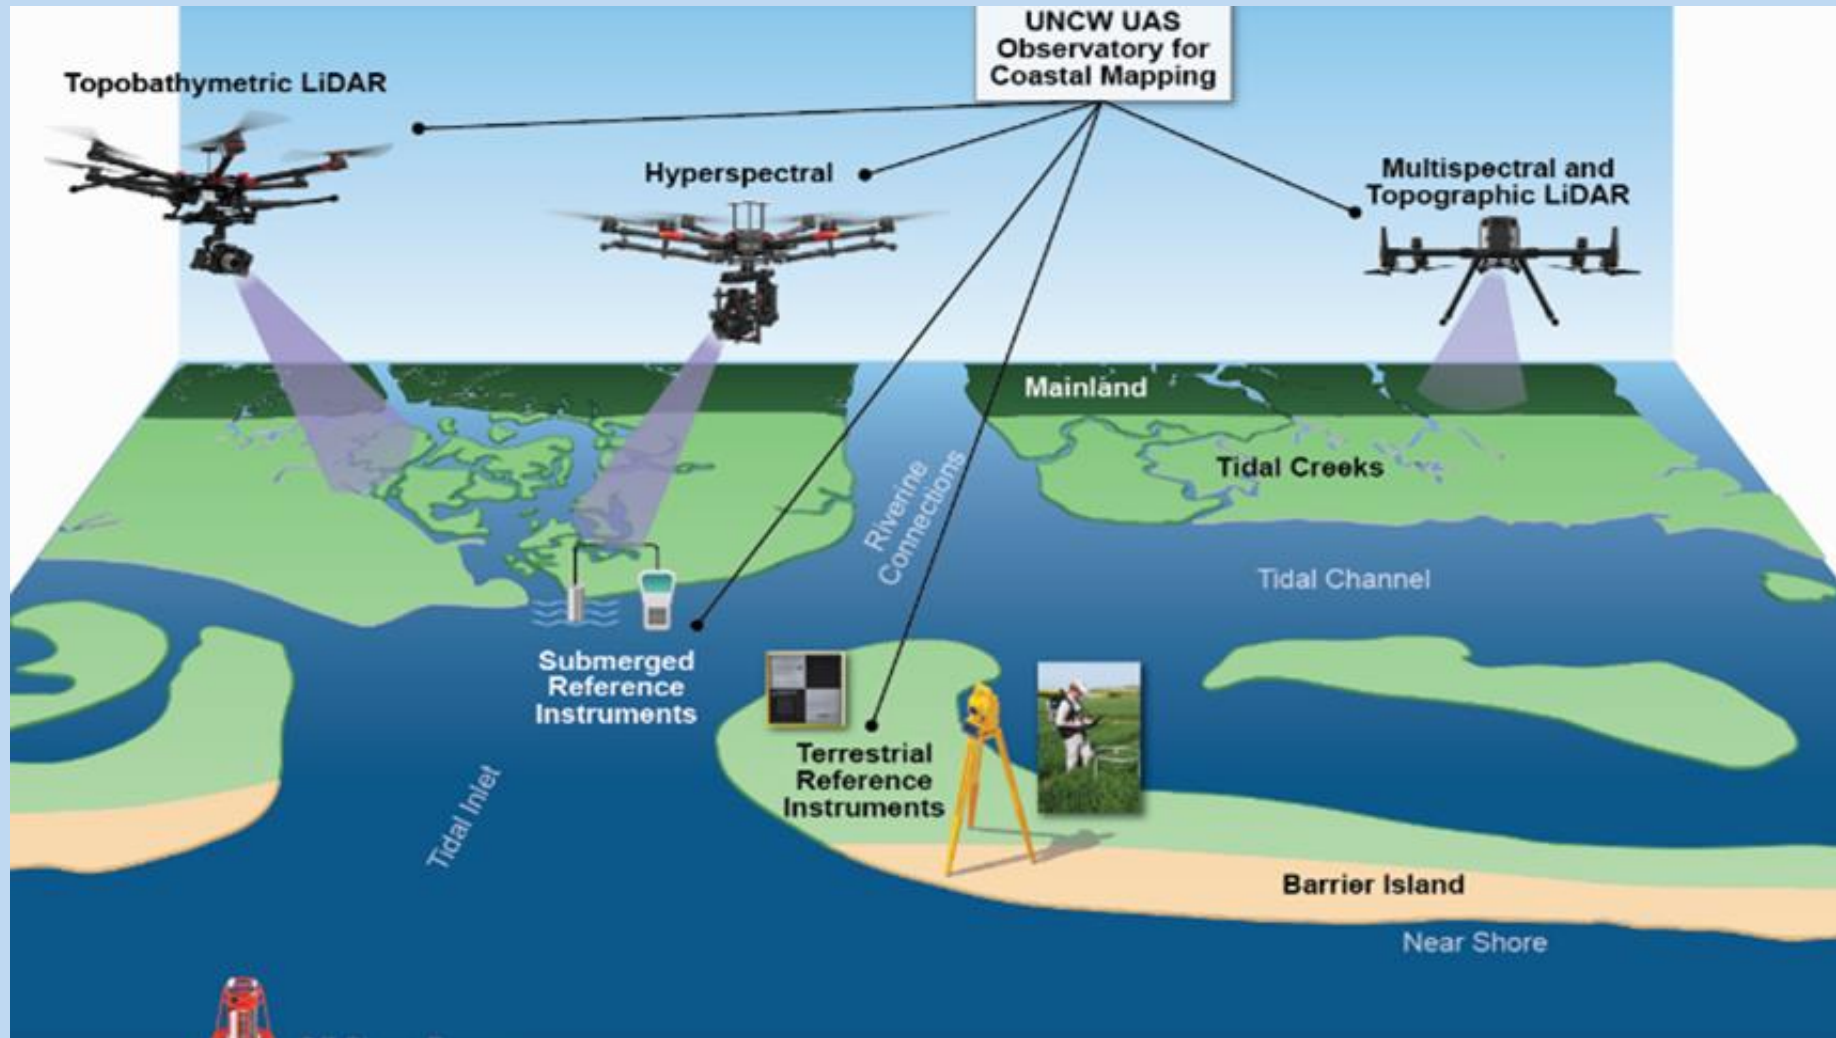 UNCW UAS
Observatory for
Coastal Mapping
Topobathymetric LiDAR
Hyperspectral
Multispectral and
Topographic LiDAR
Mainland
Tidal Creeks
Riverine
Connections
Tidal Channel
Submerged
Reference
Instruments
Terrestrial
Reference
Instruments
Tidal Inlet
Barrier Island
Near Shore